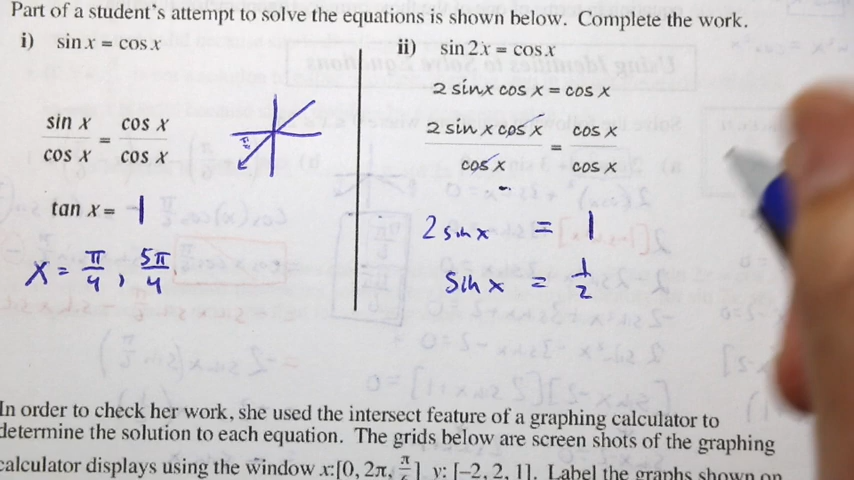 Part of a student's attempt to solve the equations is shown below. Complete the work.
i) sin x = cos x
sin x / cos x = cos x / cos x
tan x = 1
x = π/4, 5π/4
ii) sin 2x = cos x
2 sinx cos x = cos x
2 sin x cos x / cos x = cos x / cos x
2 sin x = 1
sin x = 1/2
In order to check her work, she used the intersect feature of a graphing calculator to
determine the solution to each equation. The grids below are screen shots of the graphing
calculator displays using the window x:[0, 2π, π/6] y: [–2, 2, 1]. Label the graphs shown on